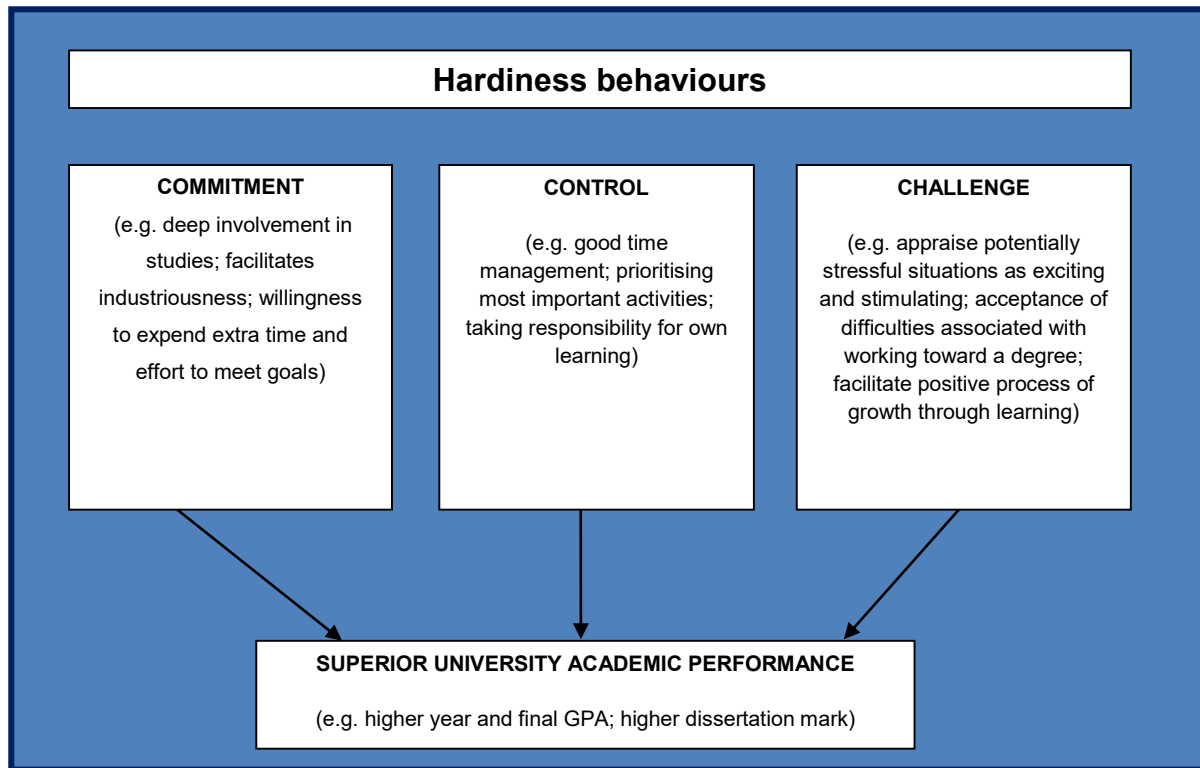 Hardiness behaviours
COMMITMENT
(e.g. deep involvement in
studies; facilitates
industriousness; willingness
to expend extra time and
effort to meet goals)
CONTROL
(e.g. good time
management; prioritising
most important activities;
taking responsibility for own
learning)
CHALLENGE
(e.g. appraise potentially
stressful situations as exciting
and stimulating; acceptance of
difficulties associated with
working toward a degree;
facilitate positive process of
growth through learning)
SUPERIOR UNIVERSITY ACADEMIC PERFORMANCE
(e.g. higher year and final GPA; higher dissertation mark)